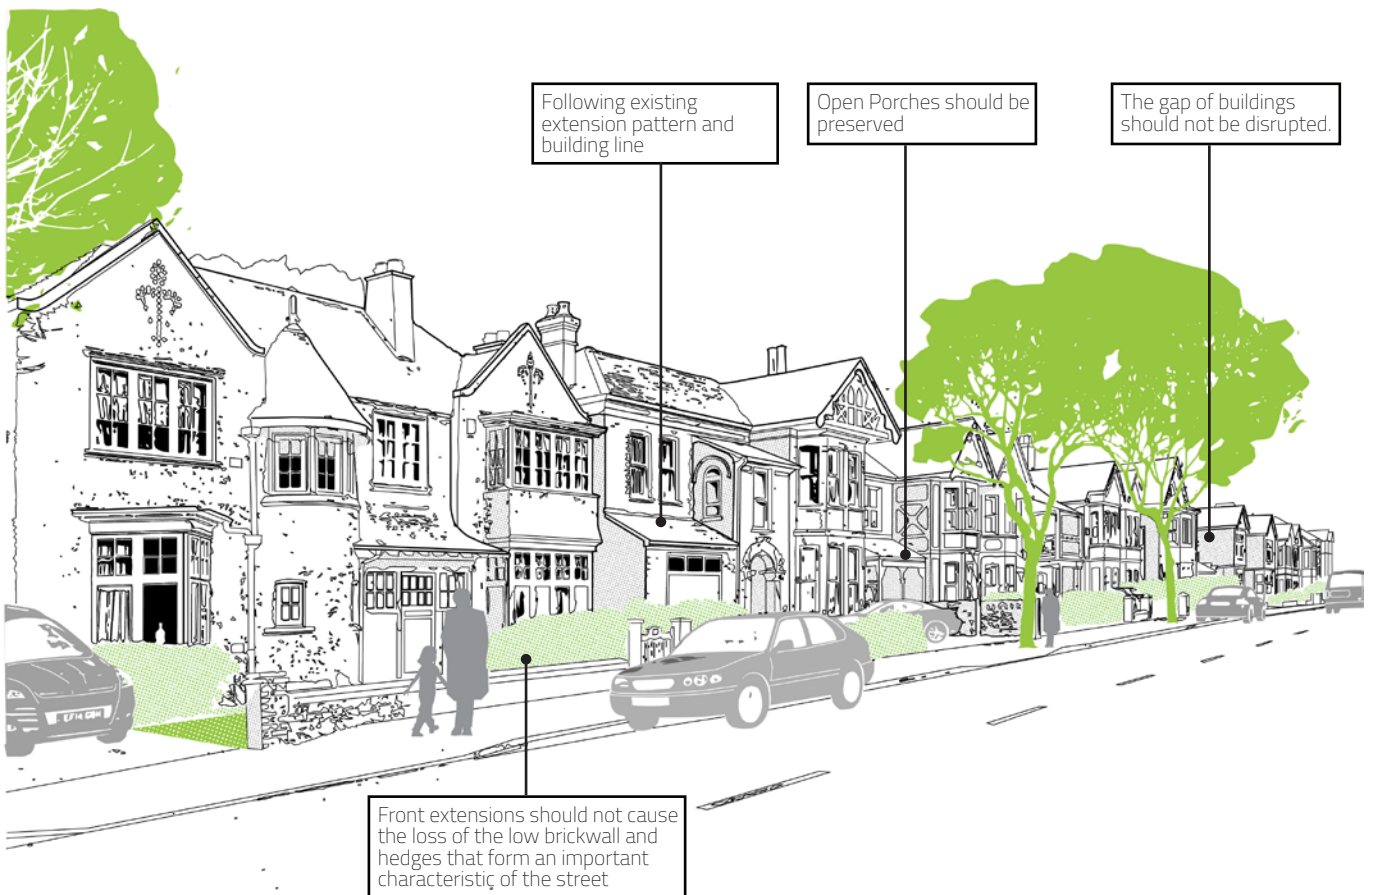 Following existing
extension pattern and
building line
Open Porches should be
preserved
The gap of buildings
should not be disrupted.
Front extensions should not cause
the loss of the low brickwall and
hedges that form an important
characteristic of the street